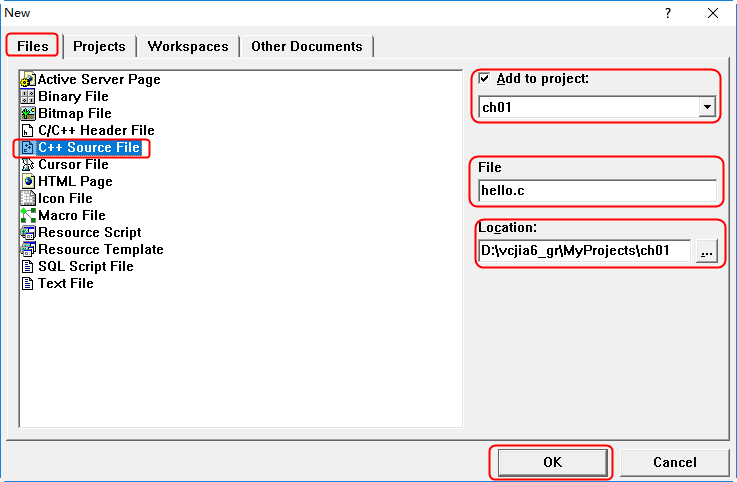 New
Files
Projects
Workspaces
Other Documents
Active Server Page
Binary File
Bitmap File
C/C++ Header File
C++ Source File
Cursor File
HTML Page
Icon File
Macro File
Resource Script
Resource Template
SQL Script File
Text File
Add to project:
ch01
File
hello.c
Location:
D:\vcjia6_gr\MyProjects\ch01
...
OK
Cancel